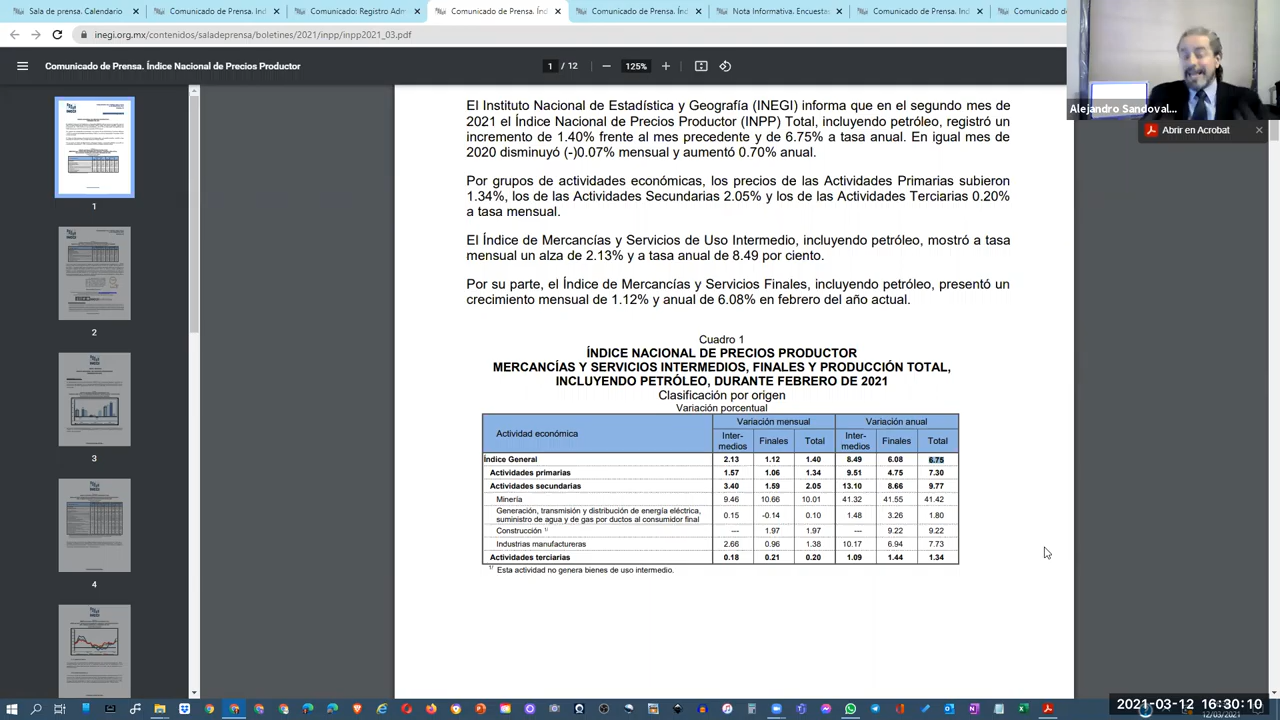 Sala de prensa. Calendario
Comunicado de Prensa. Índ
Comunicado: Registro Adm
Comunicado de Prensa. Índ
Comunicado de Prensa. Índ
Nota Informativa. Encuestas
Comunicado de Prensa. Índ
Comunicado de P
inegi.org.mx/contenidos/saladeprensa/boletines/2021/inpp/inpp2021_03.pdf
Comunicado de Prensa. Índice Nacional de Precios Productor
1 / 12
125%
Alejandro Sandoval...
Abrir en Acrobat
El Instituto Nacional de Estadística y Geografía (INEGI) informa que en el segundo mes de
2021 el Índice Nacional de Precios Productor (INPP) Total, incluyendo petróleo, registró un
incremento de 1.40% frente al mes precedente y de 6.75% a tasa anual. En igual mes de
2020 disminuyó (-)0.07% mensual y aumentó 0.70% anual.
Por grupos de actividades económicas, los precios de las Actividades Primarias subieron
1.34%, los de las Actividades Secundarias 2.05% y los de las Actividades Terciarias 0.20%
a tasa mensual.
El Índice de Mercancías y Servicios de Uso Intermedio, incluyendo petróleo, mostró a tasa
mensual un alza de 2.13% y a tasa anual de 8.49 por ciento.
Por su parte, el Índice de Mercancías y Servicios Finales, incluyendo petróleo, presentó un
crecimiento mensual de 1.12% y anual de 6.08% en febrero del año actual.
Cuadro 1
ÍNDICE NACIONAL DE PRECIOS PRODUCTOR
MERCANCÍAS Y SERVICIOS INTERMEDIOS, FINALES Y PRODUCCIÓN TOTAL,
INCLUYENDO PETRÓLEO, DURANTE FEBRERO DE 2021
Clasificación por origen
Variación porcentual
Actividad económica
Variación mensual Variación anual
Inter-medios Finales Total Inter-medios Finales Total
Índice General 2.13 1.12 1.40 8.49 6.08 6.75
Actividades primarias 1.57 1.06 1.34 9.51 4.75 7.30
Actividades secundarias 3.40 1.59 2.05 13.10 8.66 9.77
Minería 9.46 10.66 10.01 41.32 41.55 41.42
Generación, transmisión y distribución de energía eléctrica,
suministro de agua y de gas por ductos al consumidor final 0.15 -0.14 0.10 1.48 3.26 1.80
Construcción 1/ --- 1.97 1.97 --- 9.22 9.22
Industrias manufactureras 2.66 0.96 1.38 10.17 6.94 7.73
Actividades terciarias 0.18 0.21 0.20 1.09 1.44 1.34
1/ Esta actividad no genera bienes de uso intermedio.
1
2
3
4
2021-03-12 16:30:10
12/03/2021